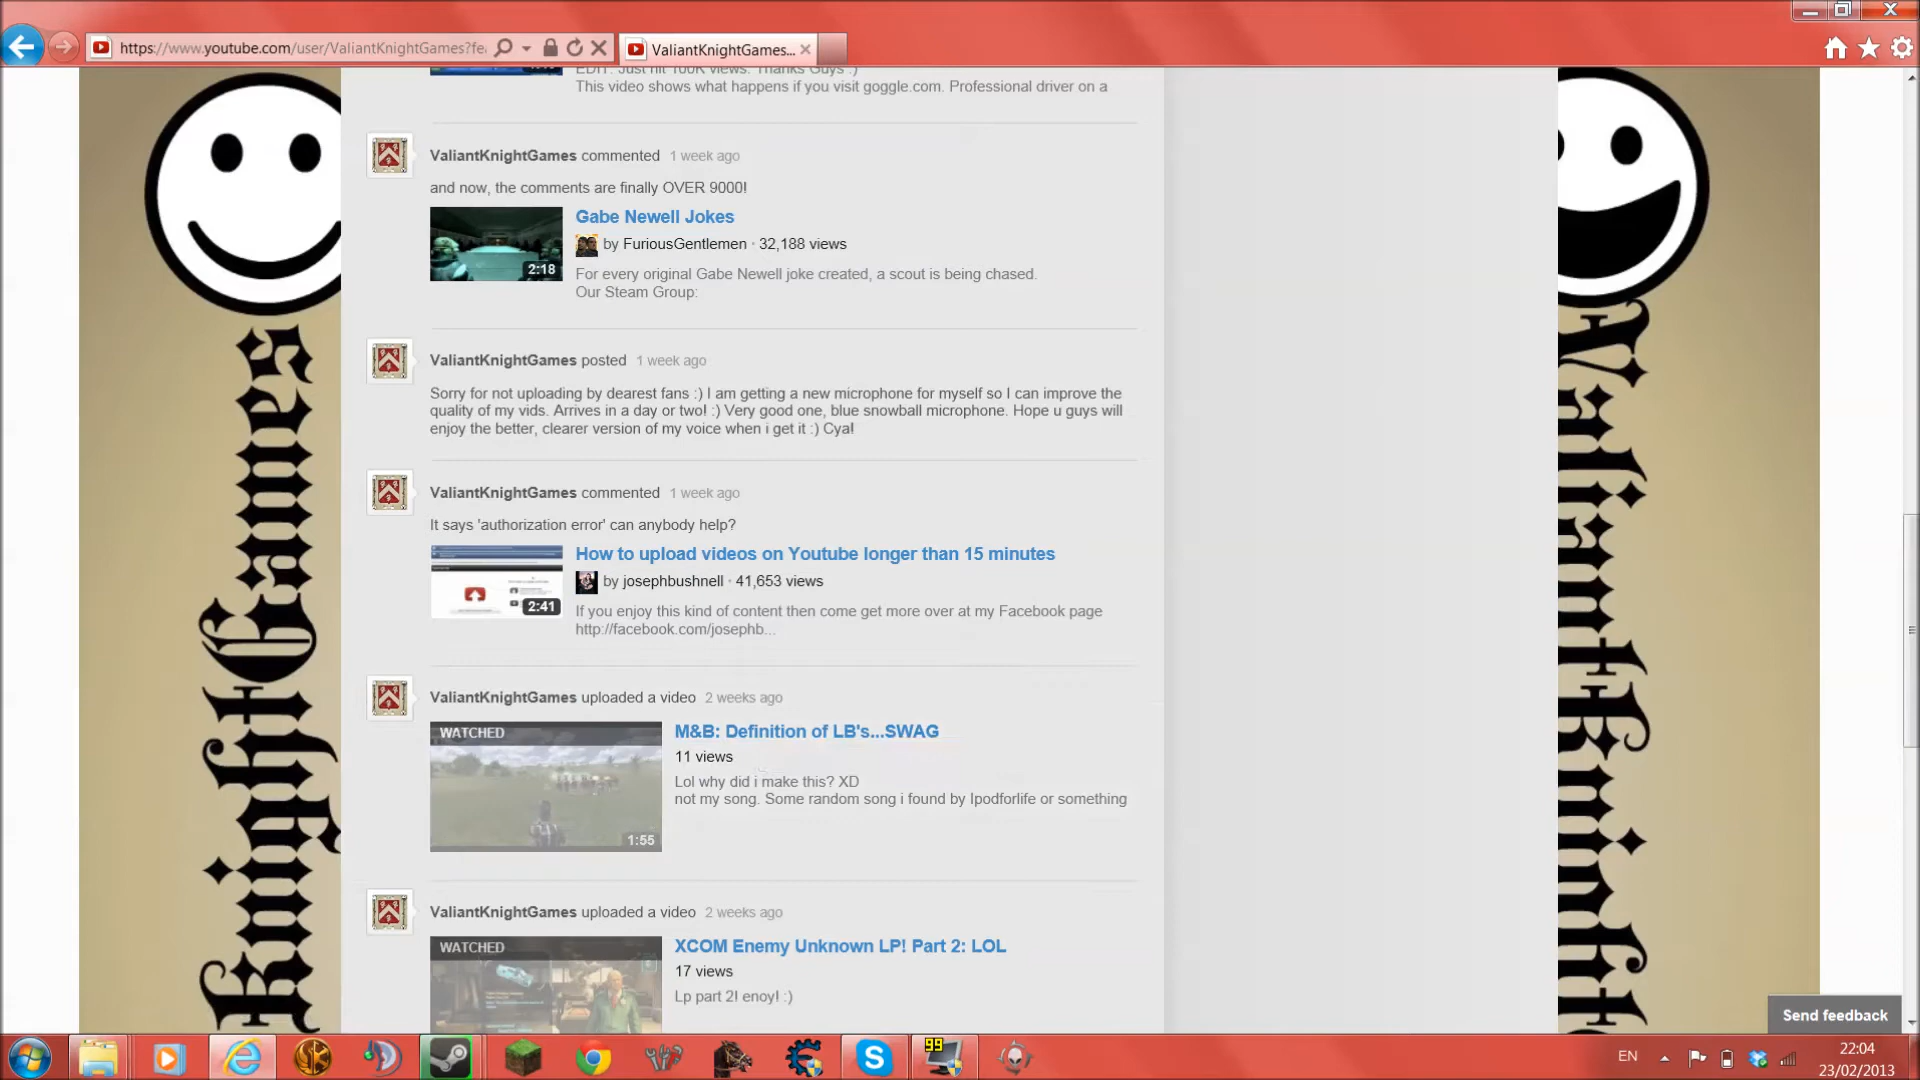 https://www.youtube.com/user/ValiantKnightGames?fe
ValiantKnightGames...
EDIT: Just hit 100K views. Thanks Guys :)
This video shows what happens if you visit goggle.com. Professional driver on a
ValiantKnightGames commented 1 week ago
and now, the comments are finally OVER 9000!
Gabe Newell Jokes
by FuriousGentlemen · 32,188 views
2:18
For every original Gabe Newell joke created, a scout is being chased.
Our Steam Group:
ValiantKnightGames posted 1 week ago
Sorry for not uploading by dearest fans :) I am getting a new microphone for myself so I can improve the
quality of my vids. Arrives in a day or two! :) Very good one, blue snowball microphone. Hope u guys will
enjoy the better, clearer version of my voice when i get it :) Cya!
ValiantKnightGames commented 1 week ago
It says 'authorization error' can anybody help?
How to upload videos on Youtube longer than 15 minutes
by josephbushnell · 41,653 views
2:41
If you enjoy this kind of content then come get more over at my Facebook page
http://facebook.com/josephb...
ValiantKnightGames uploaded a video 2 weeks ago
WATCHED
M&B: Definition of LB's...SWAG
11 views
Lol why did i make this? XD
not my song. Some random song i found by Ipodforlife or something
1:55
ValiantKnightGames uploaded a video 2 weeks ago
WATCHED
XCOM Enemy Unknown LP! Part 2: LOL
17 views
Lp part 2! enoy! :)
KnightGames
ValiantKnight
Send feedback
99
EN
22:04
23/02/2013